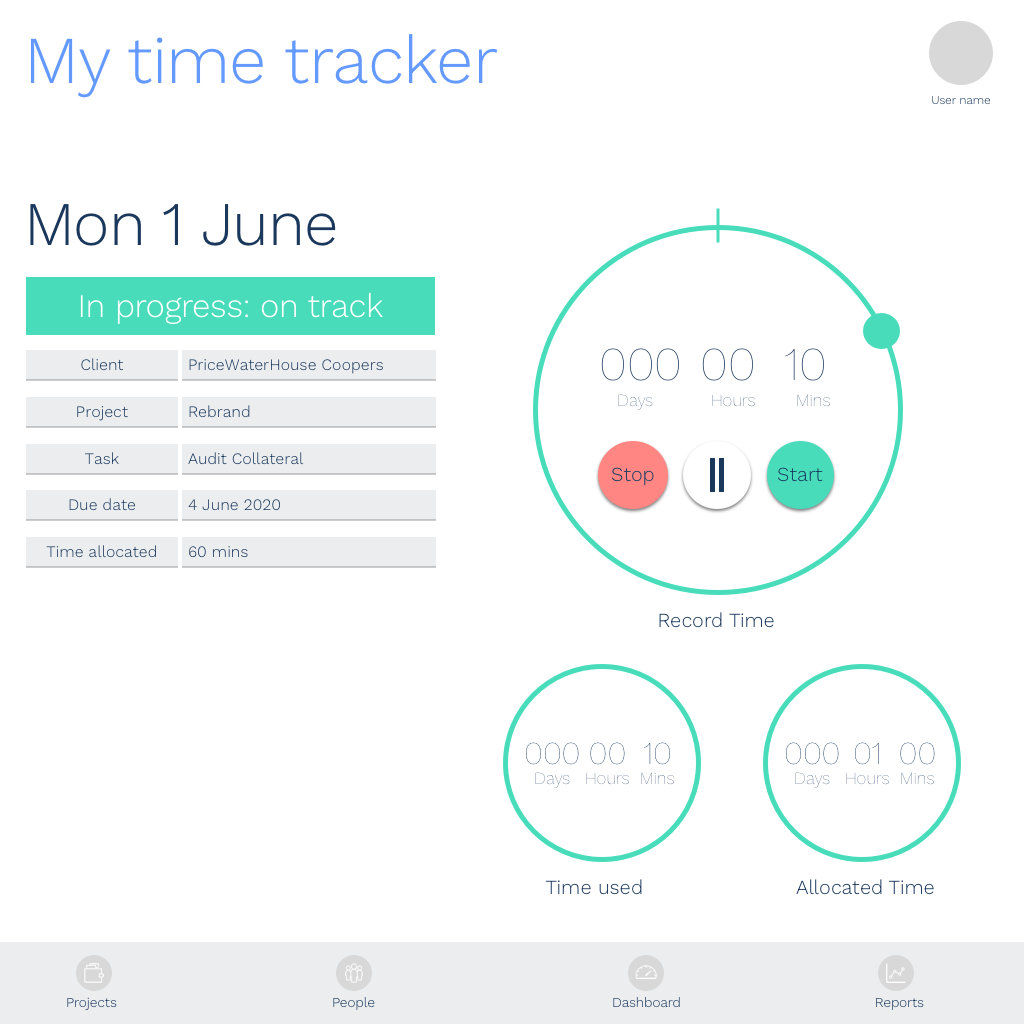 My time tracker
User name
Mon 1 June
In progress: on track
Client PriceWaterHouse Coopers
Project Rebrand
Task Audit Collateral
Due date 4 June 2020
Time allocated 60 mins
000 00 10
Days Hours Mins
Stop Start
Record Time
000 00 10
Days Hours Mins
Time used
000 01 00
Days Hours Mins
Allocated Time
Projects People Dashboard Reports